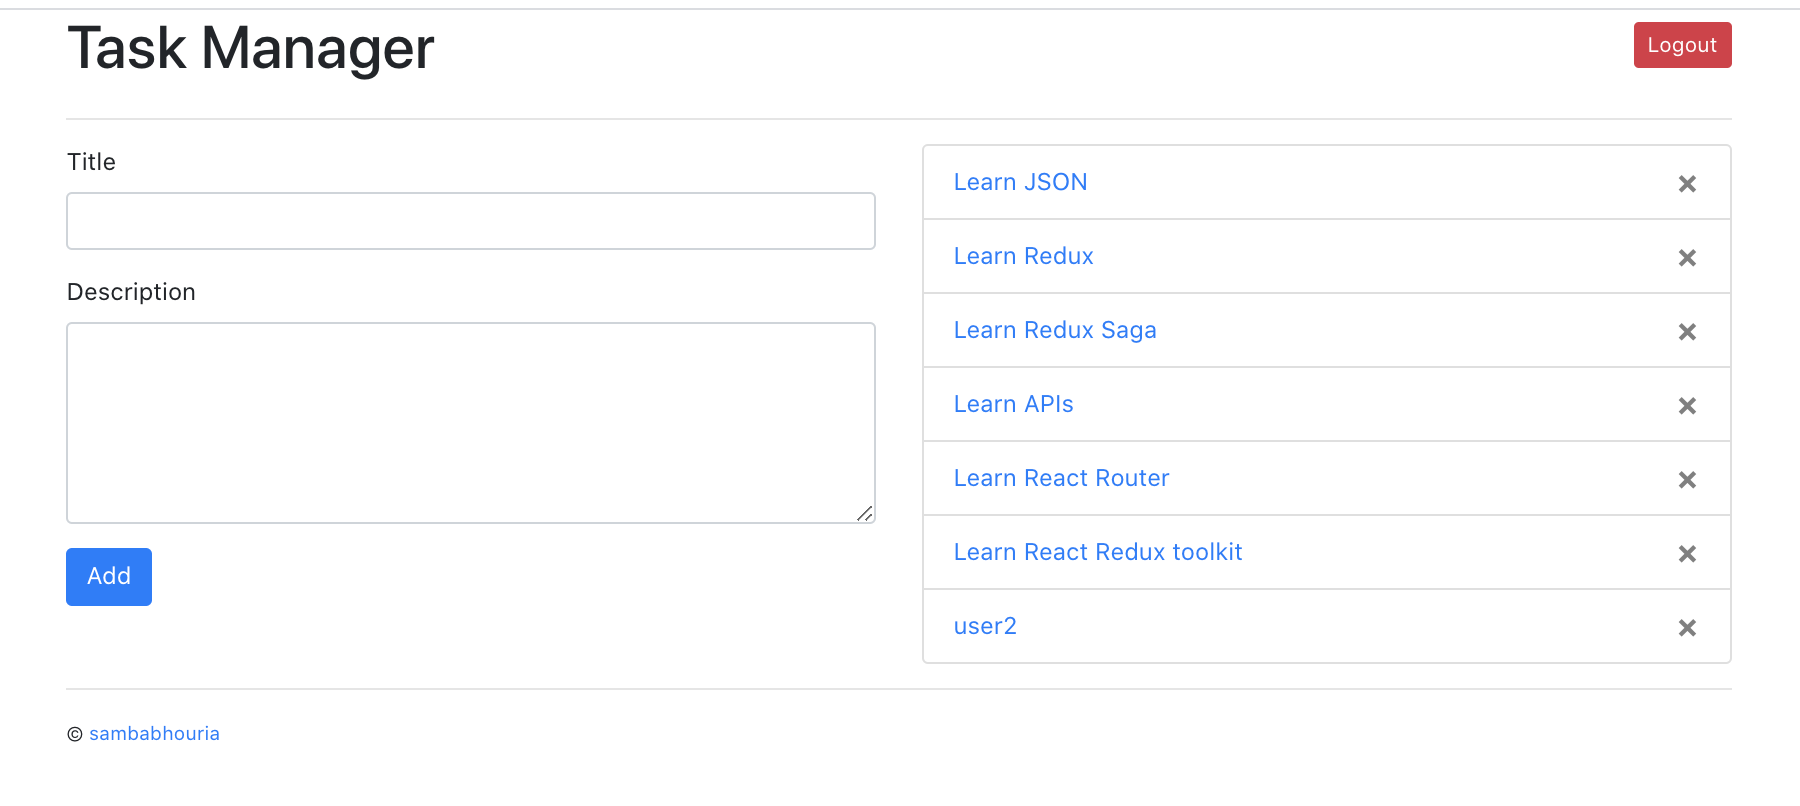 Task Manager
Logout
Title
Description
Add
Learn JSON
Learn Redux
Learn Redux Saga
Learn APIs
Learn React Router
Learn React Redux toolkit
user2
© sambabhouria